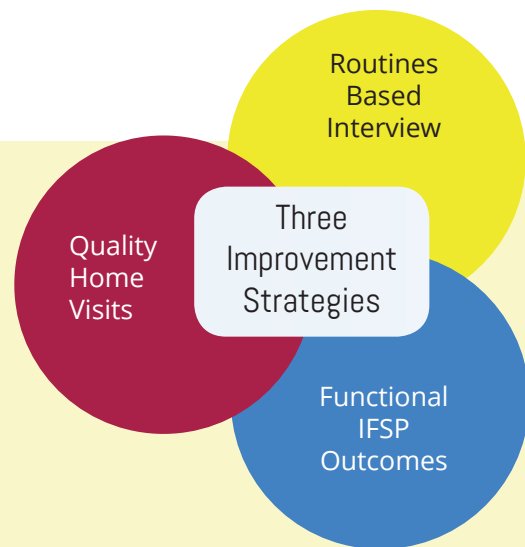 Routines
Based
Interview
Three
Improvement
Strategies
Quality
Home
Visits
Functional
IFSP
Outcomes